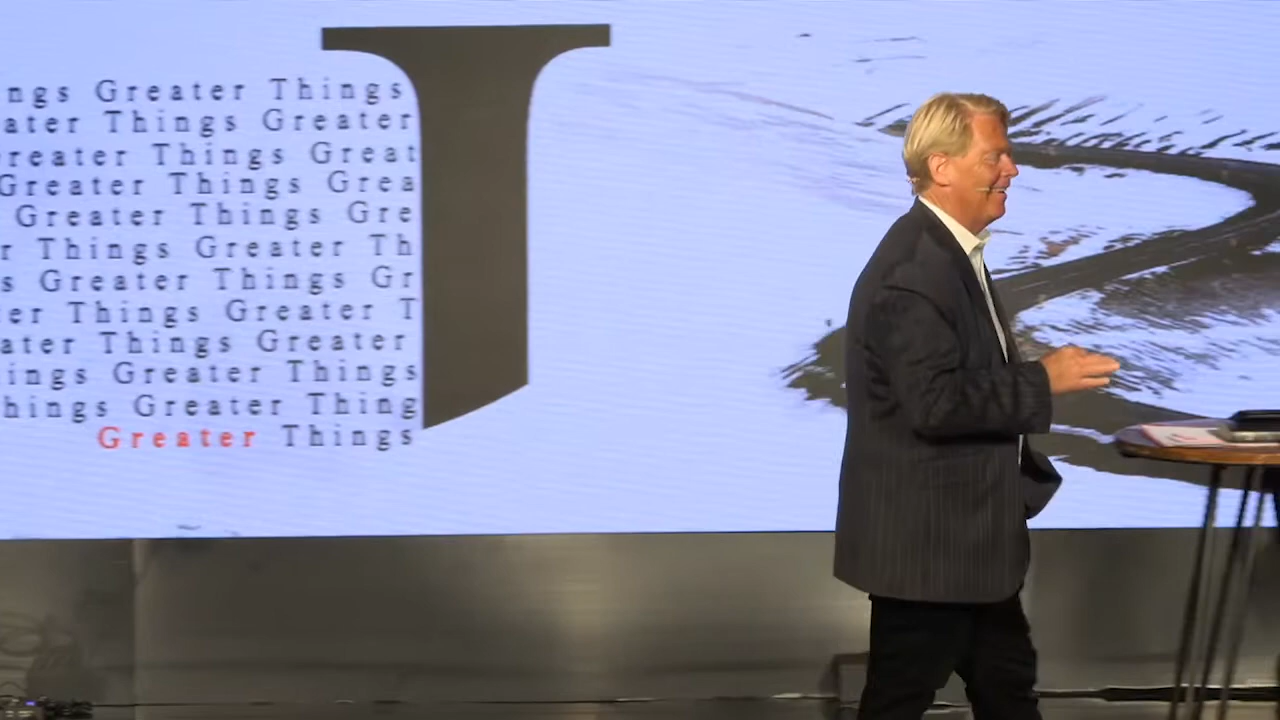 ngs Greater Things
ater Things Greater
reater Things Great
Greater Things Grea
Greater Things Gre
r Things Greater Th
s Greater Things Gr
er Things Greater T
ater Things Greater
ings Greater Things
hings Greater Thing
Greater Things
I